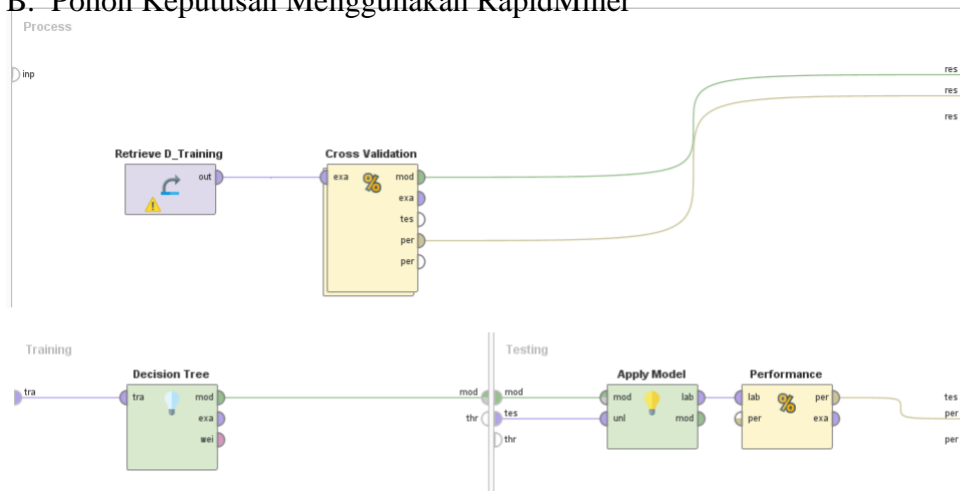 B. Pohon Keputusan Menggunakan RapidMiner
Process
inp
res
res
res
Retrieve D_Training
out
Cross Validation
exa
mod
exa
tes
per
per
%
Training
tra
Decision Tree
tra
mod
exa
wei
mod
thr
Testing
mod
tes
thr
Apply Model
mod
unl
lab
mod
Performance
lab
per
%
per
exa
tes
per
per